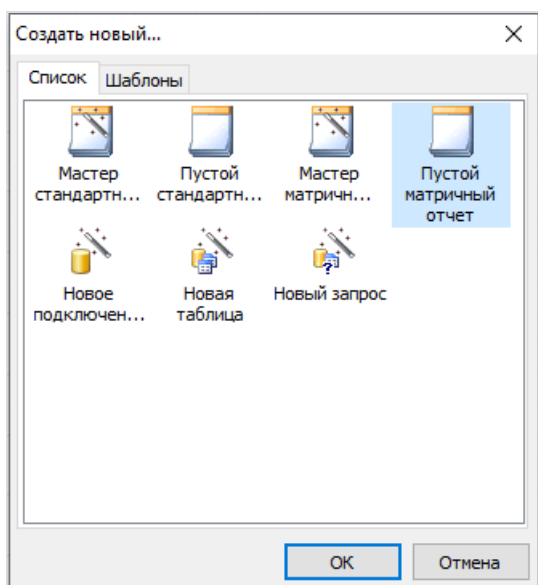 Создать новый...
Список Шаблоны
Мастер стандартн...
Пустой стандартн...
Мастер матричн...
Пустой матричный отчет
Новое подключен...
Новая таблица
Новый запрос
ОК Отмена